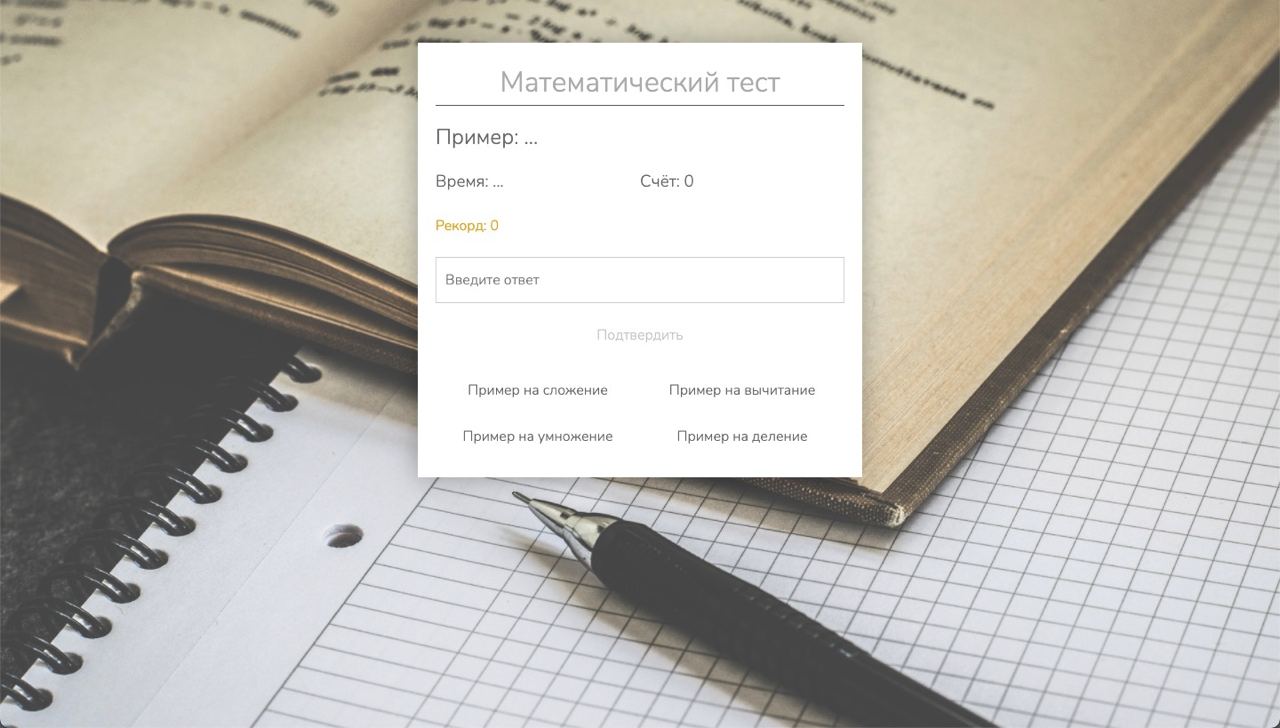 Математический тест
Пример: ...
Время: ... Счёт: 0
Рекорд: 0
Введите ответ
Подтвердить
Пример на сложение Пример на вычитание
Пример на умножение Пример на деление